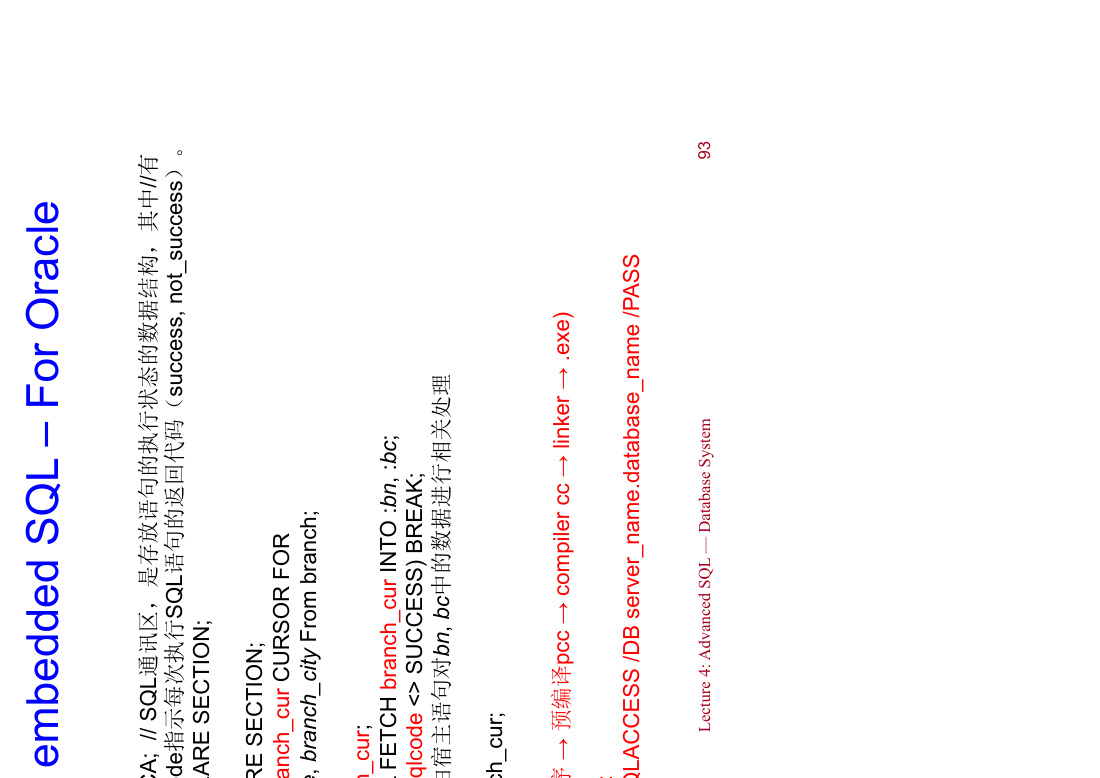 embedded SQL – For Oracle
CA; // SQL通讯区，是存放语句的执行状态的数据结构，其中//有
de指示每次执行SQL语句的返回代码（success, not_success）。
ARE SECTION;
RE SECTION;
anch_cur CURSOR FOR
e, branch_city From branch;
h_cur;
FETCH branch_cur INTO :bn, :bc;
qlcode <> SUCCESS) BREAK;
宿主语句对bn, bc中的数据进行相关处理
ch_cur;
序 → 预编译pcc → compiler cc → linker → .exe)
QLACCESS /DB server_name.database_name /PASS
Lecture 4: Advanced SQL — Database System
93